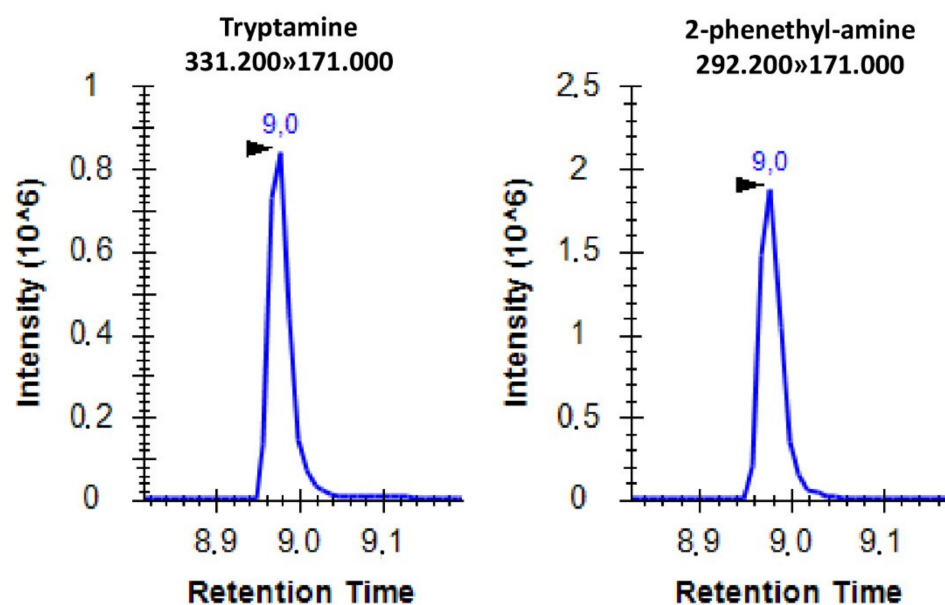 Tryptamine
331.200»171.000
Intensity (10^6)
1
0.8
0.6
0.4
0.2
0
9,0
8.9 9.0 9.1
Retention Time
2-phenethyl-amine
292.200»171.000
Intensity (10^6)
2.5
2
1.5
1
0.5
0
9,0
8.9 9.0 9.1
Retention Time